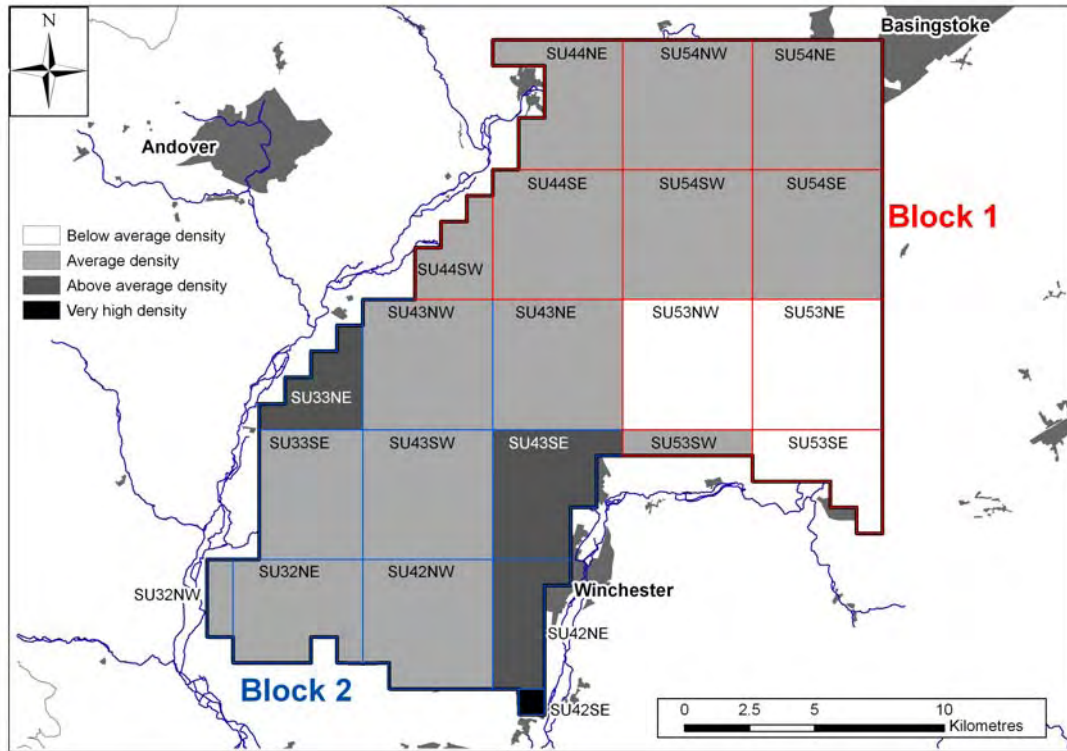 N
Basingstoke
SU44NE
SU54NW
SU54NE
Andover
SU44SE
SU54SW
SU54SE
Block 1
Below average density
Average density
Above average density
Very high density
SU44SW
SU43NW
SU43NE
SU53NW
SU53NE
SU33NE
SU33SE
SU43SW
SU43SE
SU53SW
SU53SE
SU32NW
SU32NE
SU42NW
Winchester
SU42NE
Block 2
SU42SE
0 2.5 5 10
Kilometres